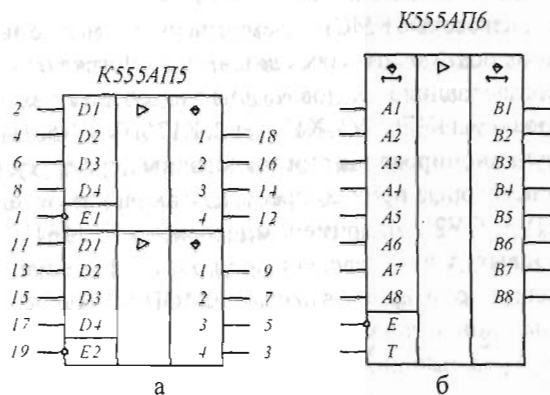 К555АП5
К555АП6
2 D1 ▷ ◇
D2 1 18
6 D3 2 16
8 D4 3 14
1 E1 4 12
11 D1 ▷ ◇
13 D2 1 9
15 D3 2 7
17 D4 3 5
19 E2 4 3
а
↔ ▷ ↔
A1 B1
A2 B2
A3 B3
A4 B4
A5 B5
A6 B6
A7 B7
A8 B8
E
T
б